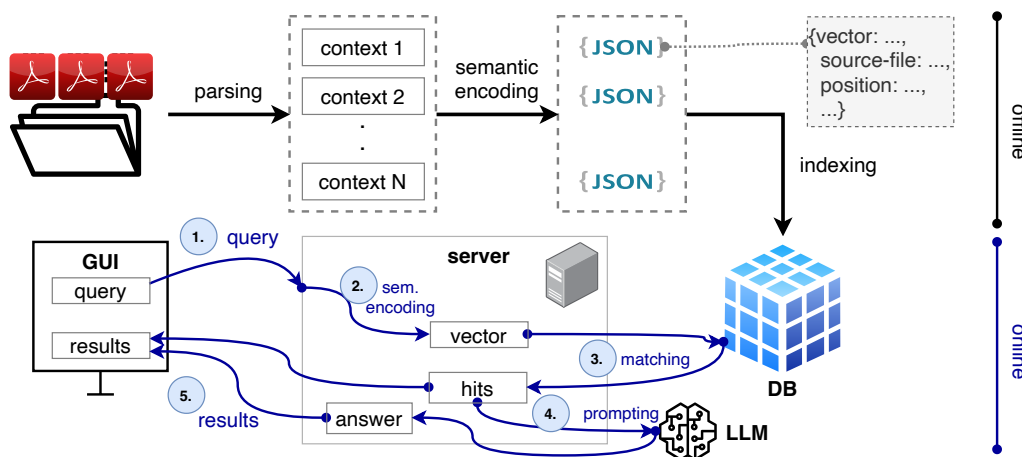 context 1
context 2
.
.
context N
parsing
semantic
encoding
{JSON}
{JSON}
{JSON}
{vector: ...,
source-file: ...,
position: ...,
...}
indexing
offline
1.
query
GUI
query
results
server
2.
sem.
encoding
vector
3.
matching
hits
4.
prompting
answer
5.
results
DB
LLM
online